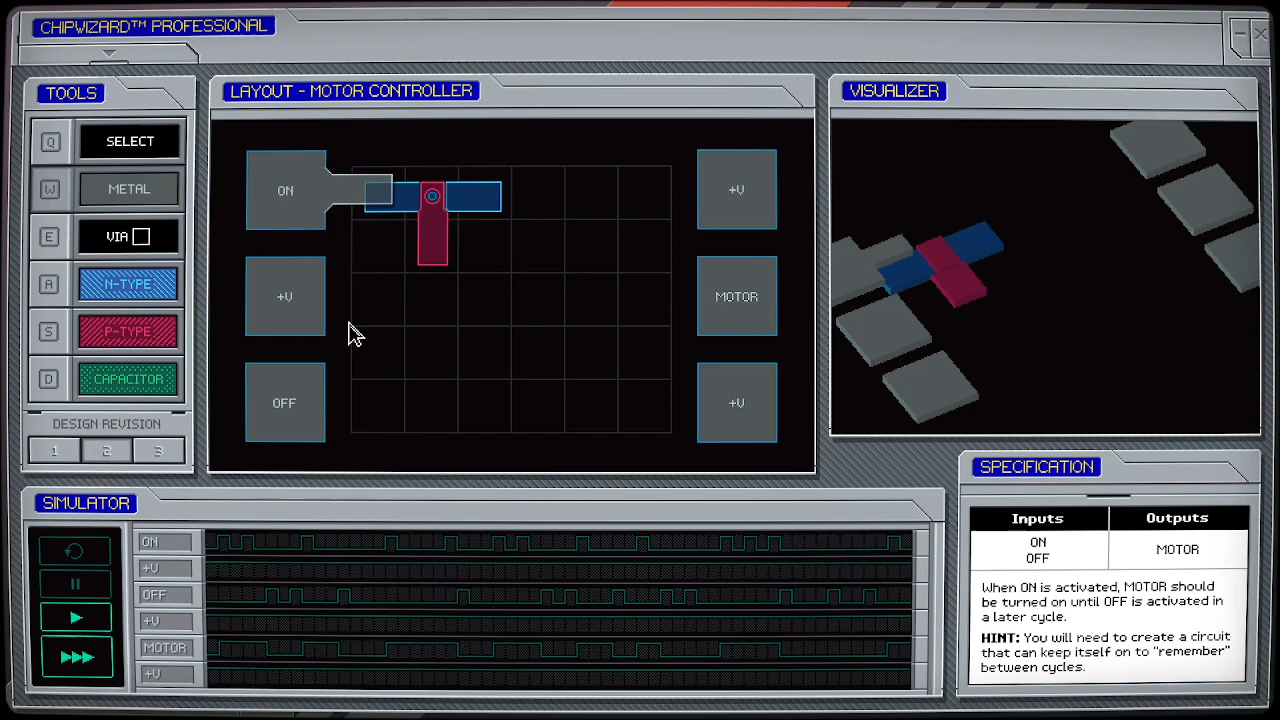 CHIPWIZARD™ PROFESSIONAL
TOOLS
Q
SELECT
W
METAL
E
VIA
A
N-TYPE
S
P-TYPE
D
CAPACITOR
DESIGN REVISION
1 2 3
LAYOUT - MOTOR CONTROLLER
ON
+V
+V
MOTOR
OFF
+V
VISUALIZER
SIMULATOR
ON
+V
OFF
+V
MOTOR
+V
SPECIFICATION
Inputs Outputs
ON
OFF
MOTOR
When ON is activated, MOTOR should
be turned on until OFF is activated in
a later cycle.
HINT: You will need to create a circuit
that can keep itself on to "remember"
between cycles.